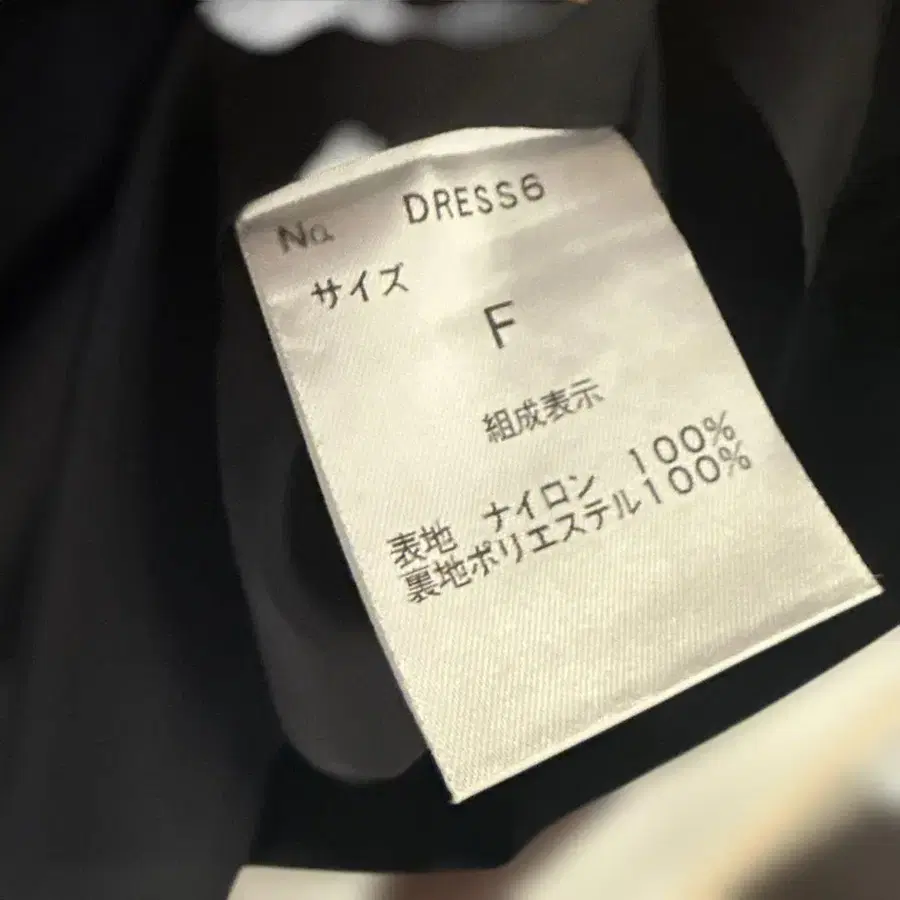 No. DRESS6
サイズ
F
組成表示
表地 ナイロン 100%
裏地ポリエステル100%